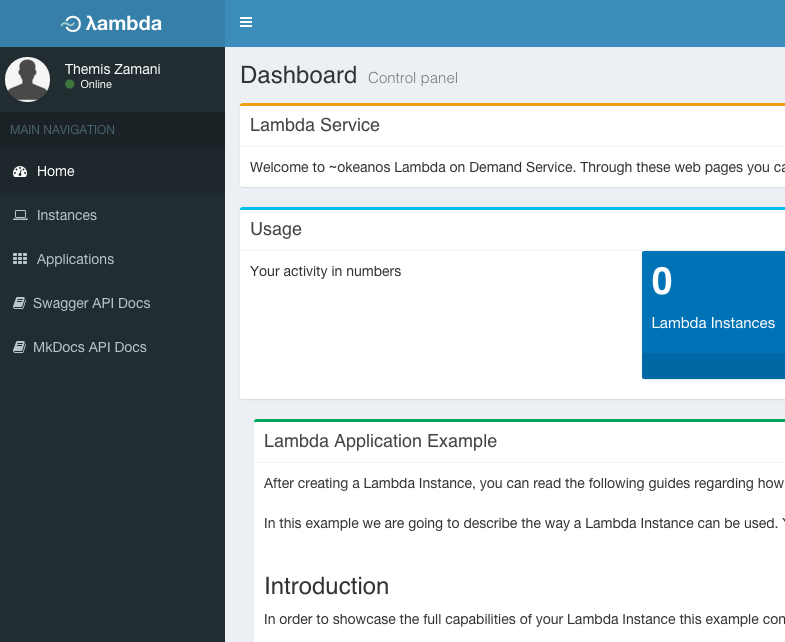 λambda
Themis Zamani
Online
MAIN NAVIGATION
Home
Instances
Applications
Swagger API Docs
MkDocs API Docs
Dashboard Control panel
Lambda Service
Welcome to ~okeanos Lambda on Demand Service. Through these web pages you ca
Usage
Your activity in numbers
0
Lambda Instances
Lambda Application Example
After creating a Lambda Instance, you can read the following guides regarding how
In this example we are going to describe the way a Lambda Instance can be used.
Introduction
In order to showcase the full capabilities of your Lambda Instance this example con